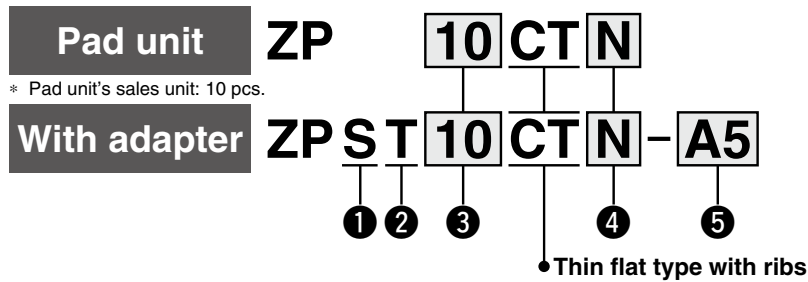 Pad unit ZP 10 CT N
* Pad unit's sales unit: 10 pcs.
With adapter ZP S T 10 CT N - A5
❶ ❷ ❸ ❹ ❺
Thin flat type with ribs